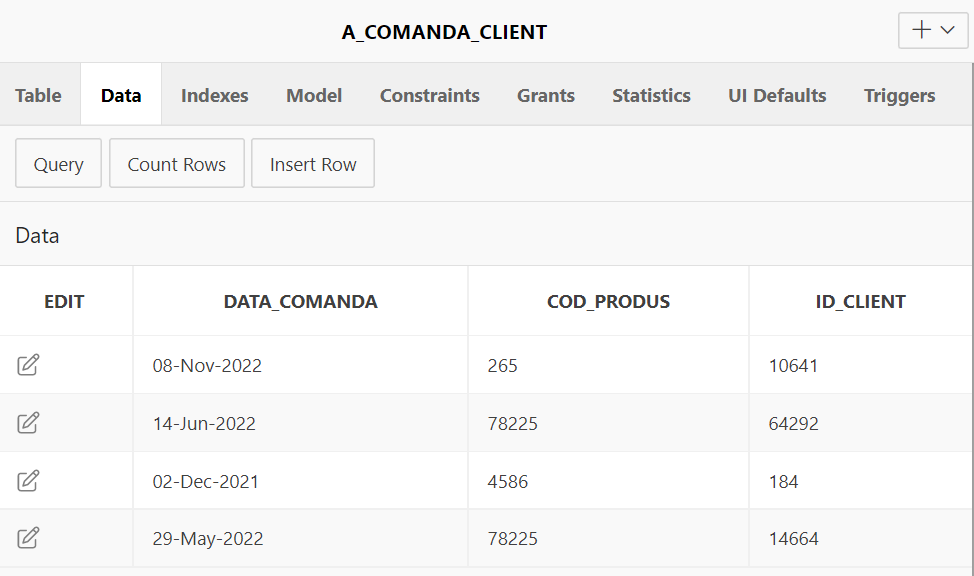 A_COMANDA_CLIENT
Table Data Indexes Model Constraints Grants Statistics UI Defaults Triggers
Query Count Rows Insert Row
Data
EDIT DATA_COMANDA COD_PRODUS ID_CLIENT
08-Nov-2022 265 10641
14-Jun-2022 78225 64292
02-Dec-2021 4586 184
29-May-2022 78225 14664